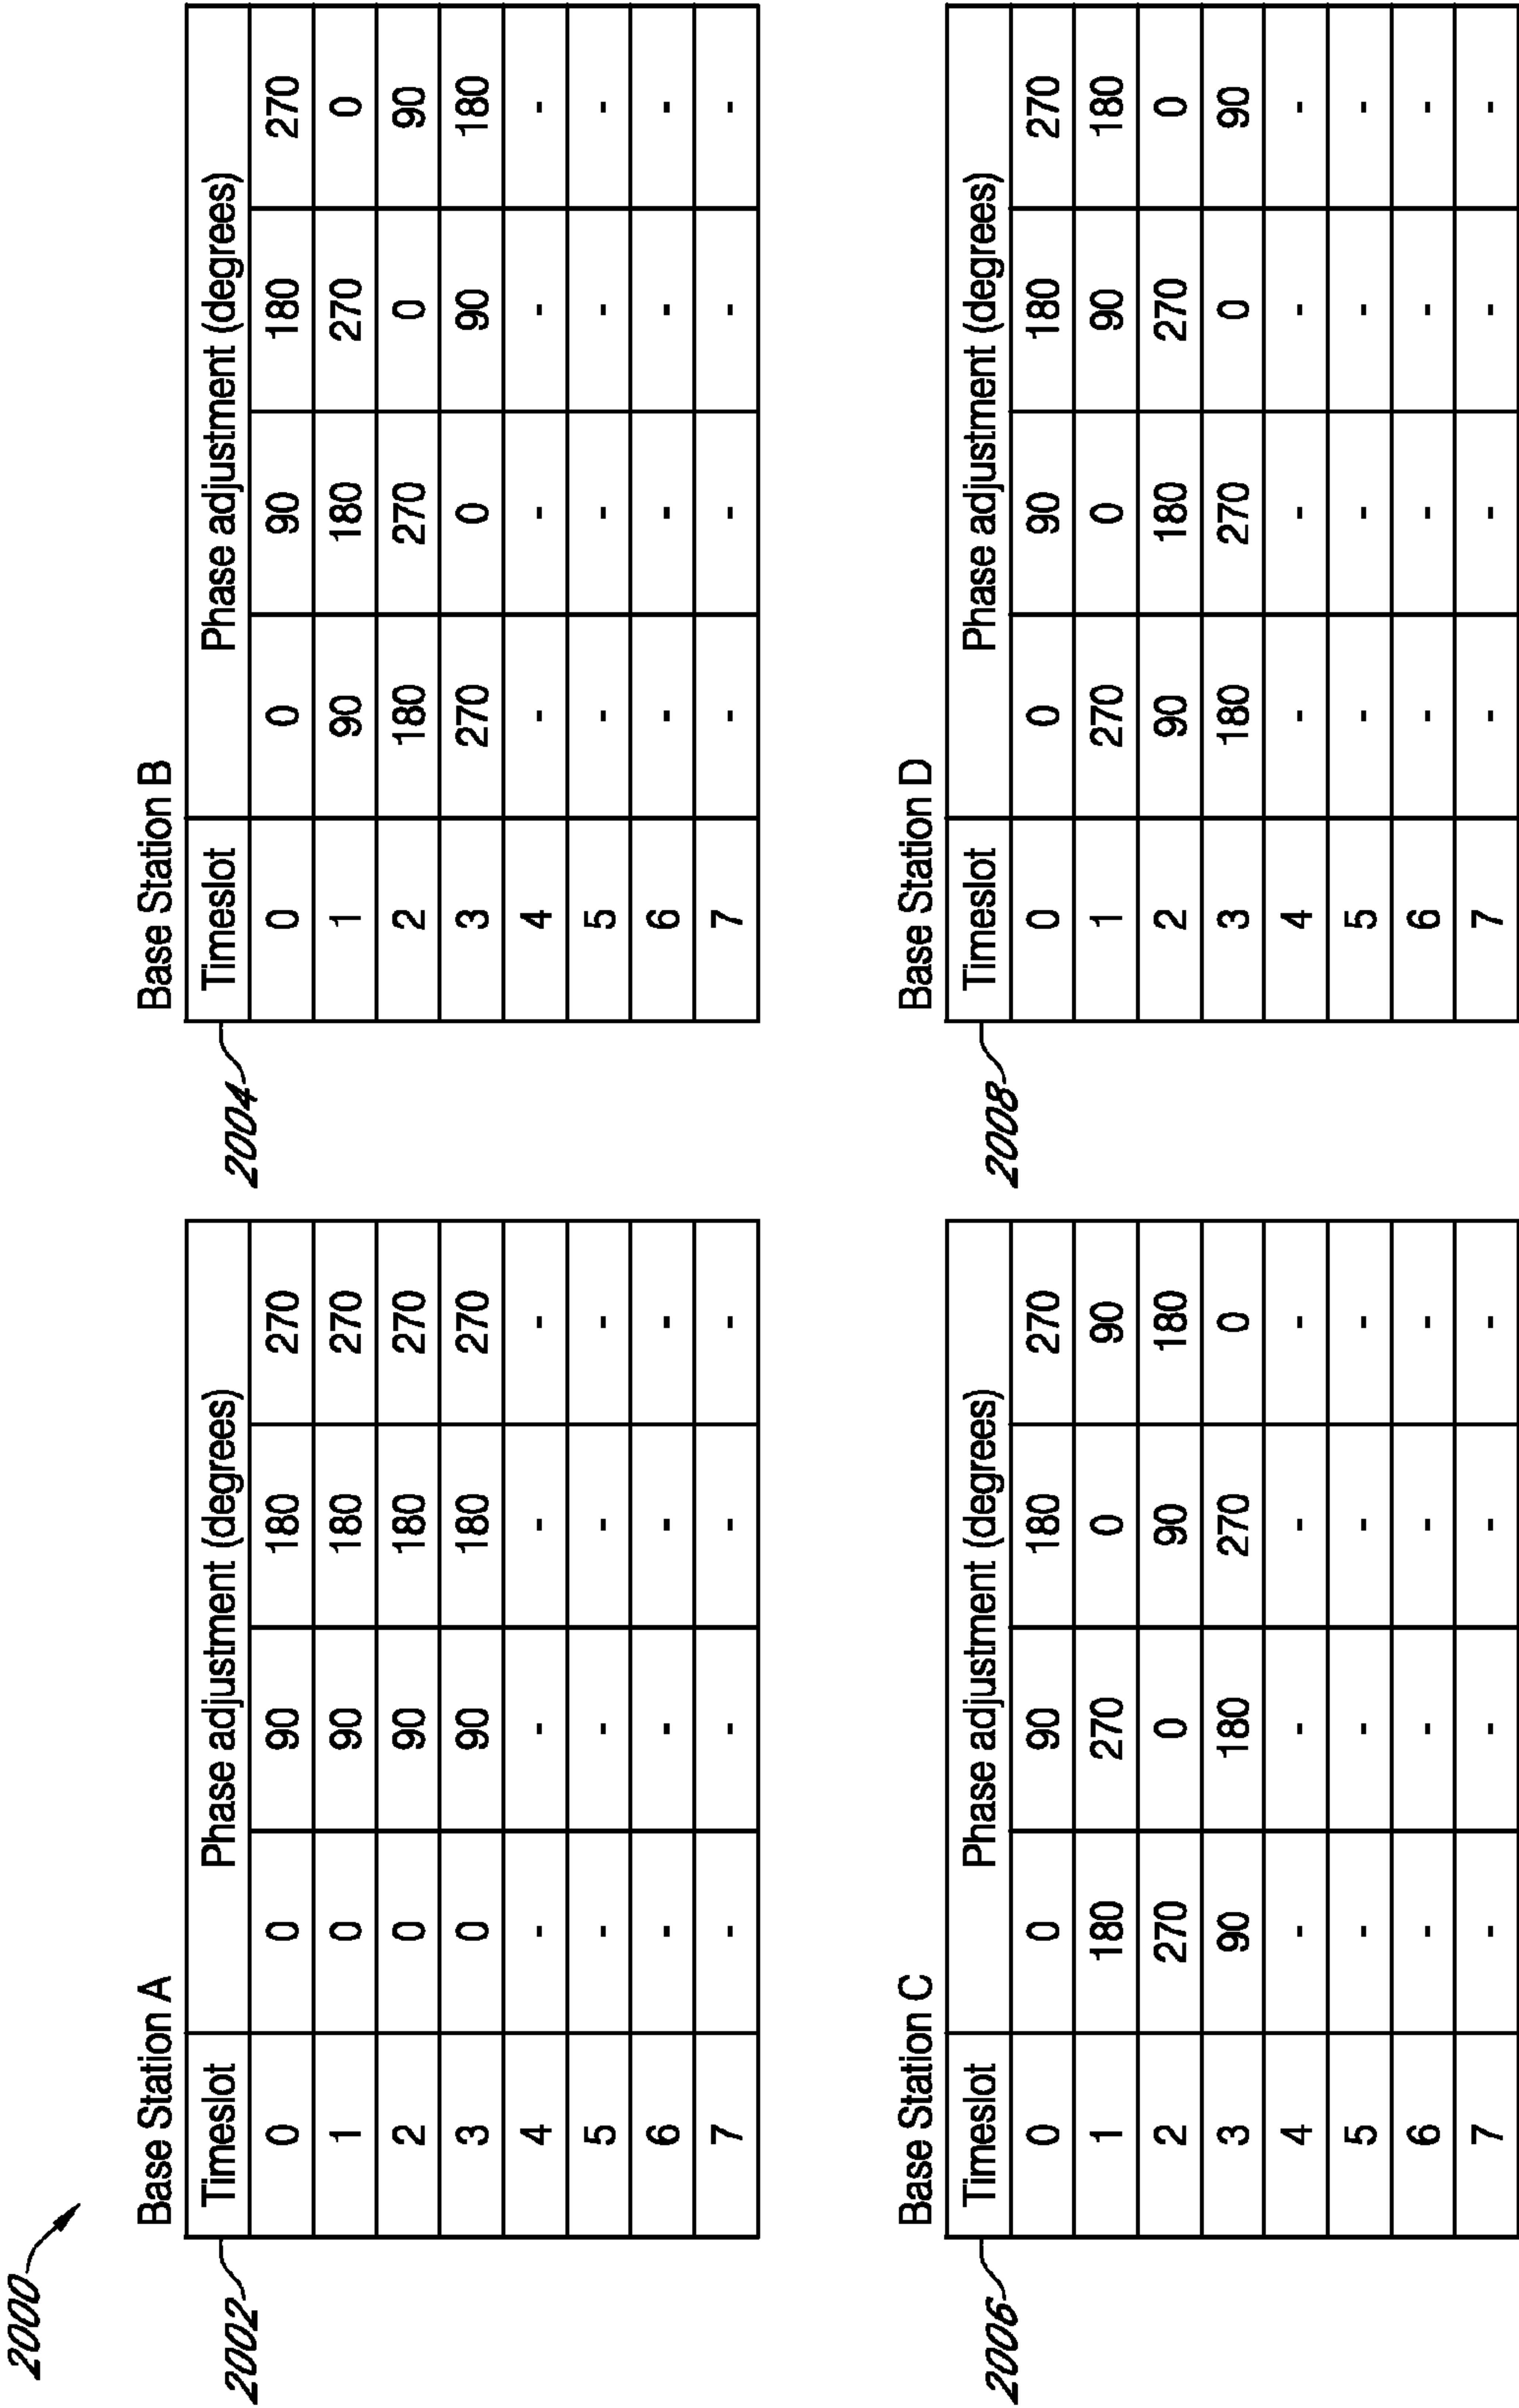 2000
Base Station A
2002
Timeslot Phase adjustment (degrees)
0 0 90 180 270
1 0 90 180 270
2 0 90 180 270
3 0 90 180 270
4 - - - -
5 - - - -
6 - - - -
7 - - - -
Base Station B
2004
Timeslot Phase adjustment (degrees)
0 0 90 180 270
1 90 180 270 0
2 180 270 0 90
3 270 0 90 180
4 - - - -
5 - - - -
6 - - - -
7 - - - -
Base Station C
2006
Timeslot Phase adjustment (degrees)
0 0 90 180 270
1 180 270 0 90
2 270 0 90 180
3 90 180 270 0
4 - - - -
5 - - - -
6 - - - -
7 - - - -
Base Station D
2008
Timeslot Phase adjustment (degrees)
0 0 90 180 270
1 270 0 90 180
2 90 180 270 0
3 180 270 0 90
4 - - - -
5 - - - -
6 - - - -
7 - - - -